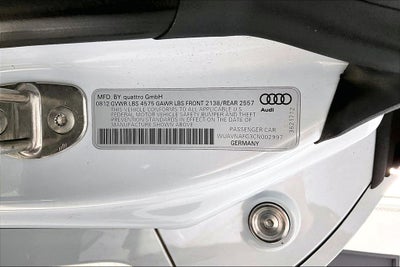 MFD. BY quattro GmbH
0812 GVWR LBS 4575 GAWR LBS FRONT 2138/REAR 2557
THIS VEHICLE CONFORMS TO ALL APPLICABLE U.S.
FEDERAL MOTOR VEHICLE SAFETY BUMPER AND THEFT
PREVENTION STANDARDS IN EFFECT ON THE DATE OF
MANUFACTURE SHOWN ABOVE.
Audi
PASSENGER CAR
WUAVNAFG3CN002997
GERMANY